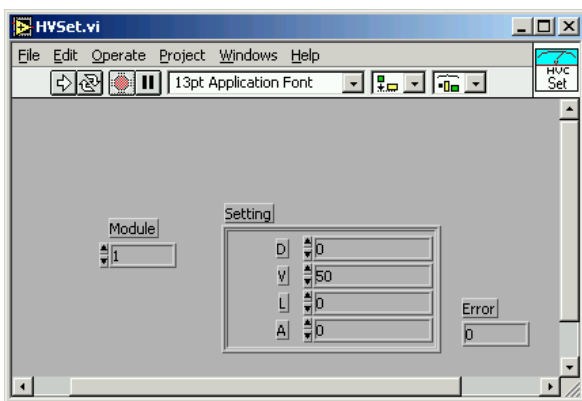 HVSet.vi
File Edit Operate Project Windows Help
13pt Application Font
HVC
Set
Setting
Module
1
D 0
V 50
L 0
A 0
Error
0